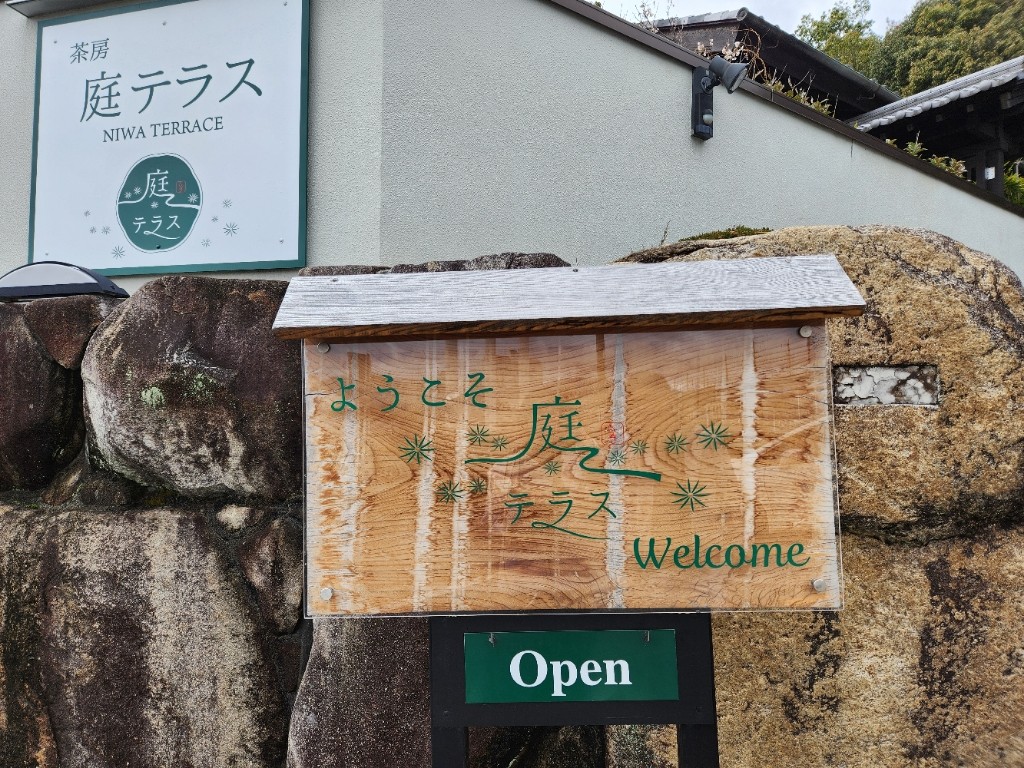 茶房
庭テラス
NIWA TERRACE
庭
テラス
ようこそ
庭
テラス
Welcome
Open